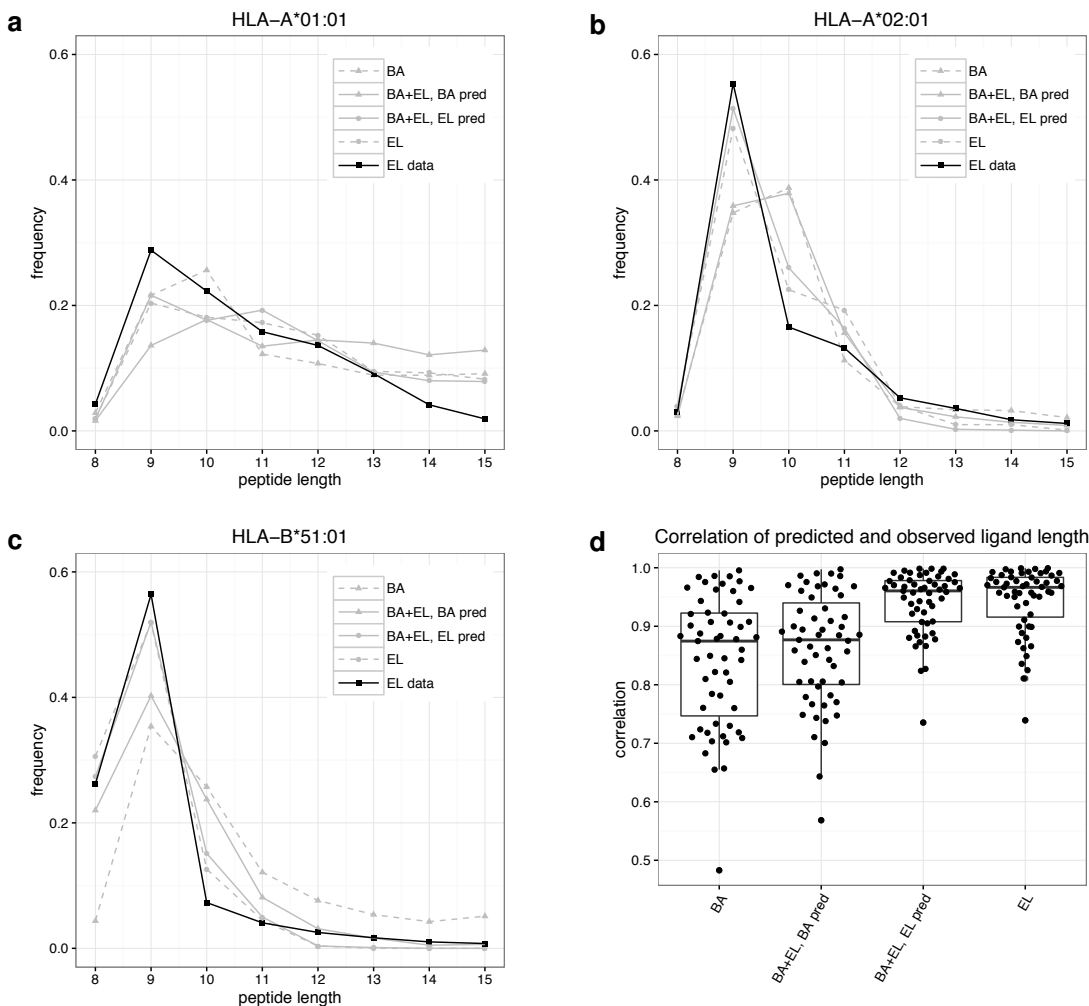 a
HLA-A*01:01
0.6
0.4
0.2
0.0
frequency
BA
BA+EL, BA pred
BA+EL, EL pred
EL
EL data
8 9 10 11 12 13 14 15
peptide length
b
HLA-A*02:01
0.6
0.4
0.2
0.0
frequency
BA
BA+EL, BA pred
BA+EL, EL pred
EL
EL data
8 9 10 11 12 13 14 15
peptide length
c
HLA-B*51:01
0.6
0.4
0.2
0.0
frequency
BA
BA+EL, BA pred
BA+EL, EL pred
EL
EL data
8 9 10 11 12 13 14 15
peptide length
d
Correlation of predicted and observed ligand length
1.0
0.9
0.8
0.7
0.6
0.5
correlation
BA
BA+EL, BA pred
BA+EL, EL pred
EL